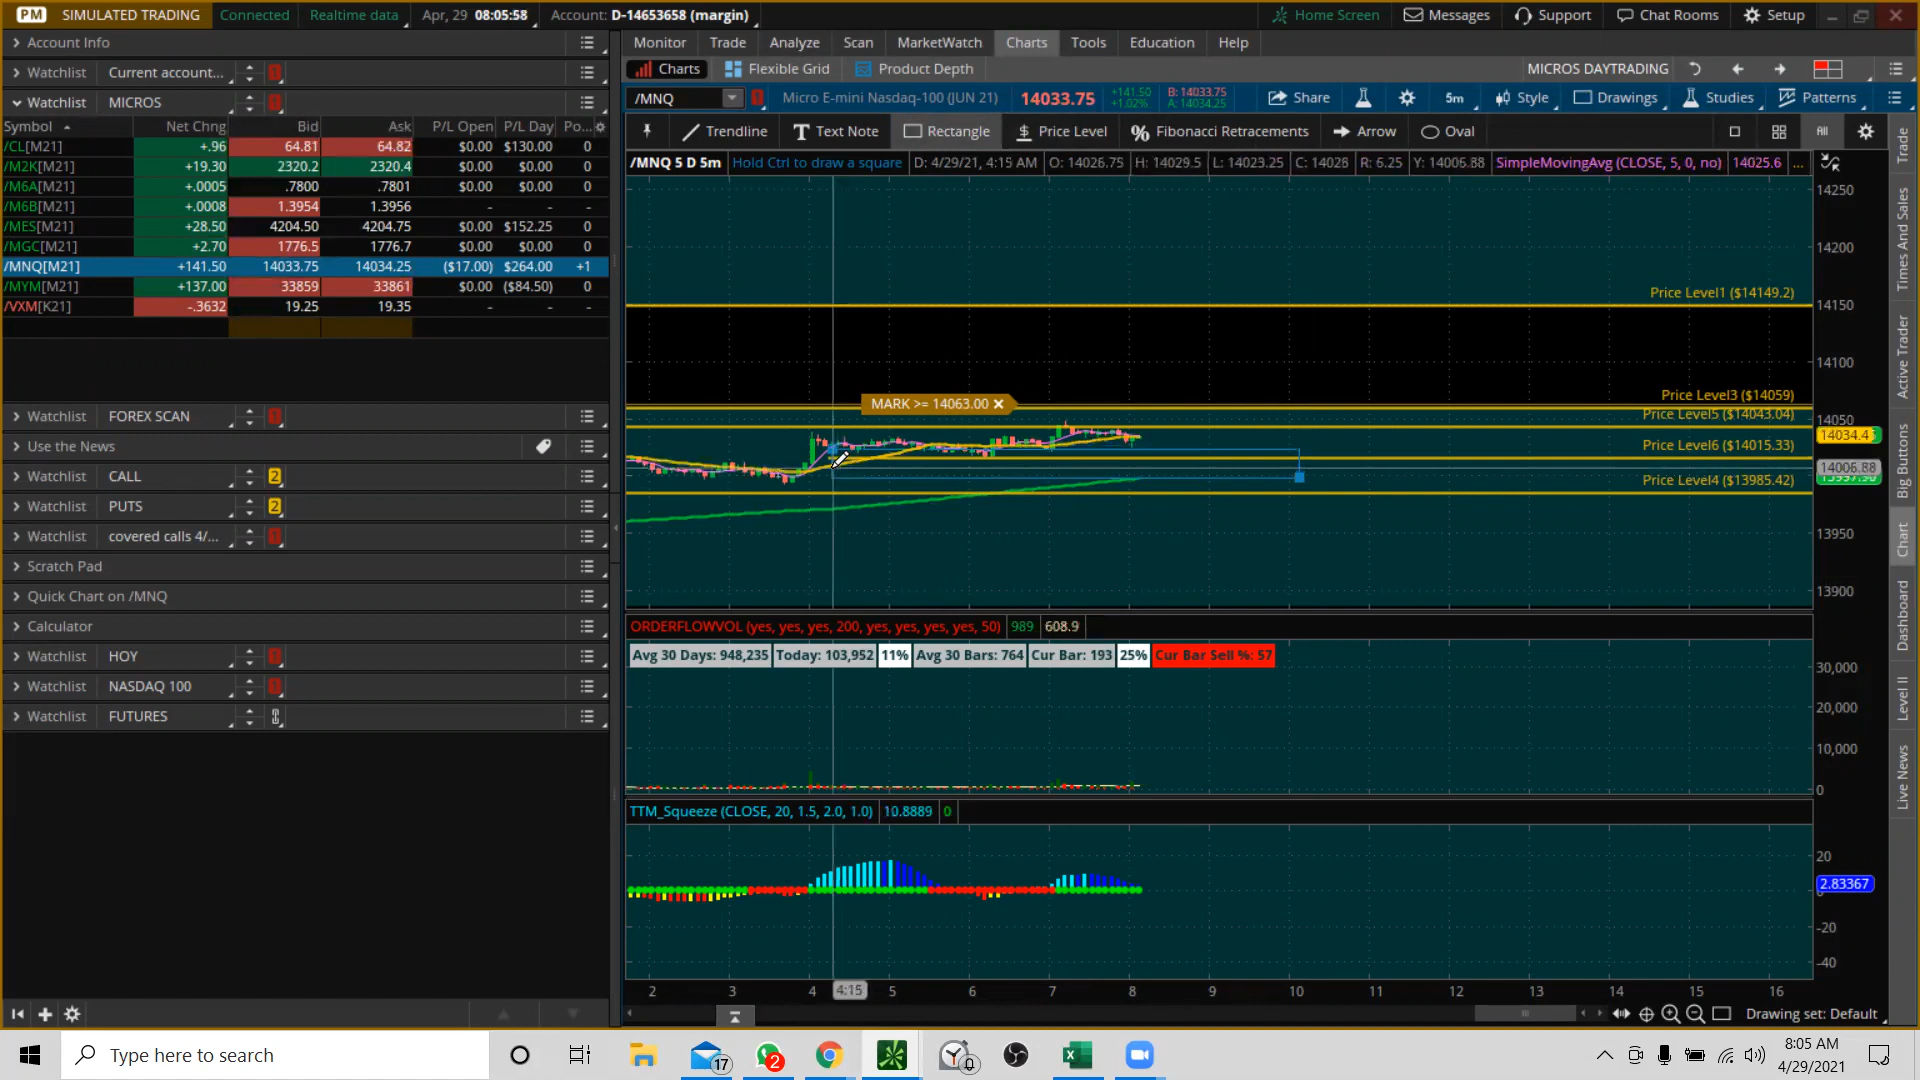 PM SIMULATED TRADING Connected Realtime data Apr, 29 08:05:58 Account: D-14653658 (margin) Home Screen Messages Support Chat Rooms Setup
Account Info
Watchlist Current account...
Watchlist MICROS
Symbol Net Chng Bid Ask P/L Open P/L Day Po...
/CL[M21] +.96 64.81 64.82 $0.00 $130.00 0
/M2K[M21] +19.30 2320.2 2320.4 $0.00 $0.00 0
/M6A[M21] +.0005 .7800 .7801 $0.00 $0.00 0
/M6B[M21] +.0008 1.3954 1.3956 - - -
/MES[M21] +28.50 4204.50 4204.75 $0.00 $152.25 0
/MGC[M21] +2.70 1776.5 1776.7 $0.00 $0.00 0
/MNQ[M21] +141.50 14033.75 14034.25 ($17.00) $264.00 +1
/MYM[M21] +137.00 33859 33861 $0.00 ($84.50) 0
/VXM[K21] -.3632 19.25 19.35 - - -
Watchlist FOREX SCAN
Use the News
Watchlist CALL 2
Watchlist PUTS 2
Watchlist covered calls 4/...
Scratch Pad
Quick Chart on /MNQ
Calculator
Watchlist HOY
Watchlist NASDAQ 100
Watchlist FUTURES
Monitor Trade Analyze Scan MarketWatch Charts Tools Education Help
Charts Flexible Grid Product Depth MICROS DAYTRADING
/MNQ Micro E-mini Nasdaq-100 (JUN 21) 14033.75 +141.50 +1.02% B: 14033.75 A: 14034.25 Share 5m Style Drawings Studies Patterns
Trendline Text Note Rectangle Price Level Fibonacci Retracements Arrow Oval All
/MNQ 5 D 5m Hold Ctrl to draw a square D: 4/29/21, 4:15 AM O: 14026.75 H: 14029.5 L: 14023.25 C: 14026 R: 6.25 Y: 14006.88 SimpleMovingAvg (CLOSE, 5, 0, no) 14025.6 ...
14250
14200
Price Level1 ($14149.2) 14150
14100
Price Level3 ($14059)
MARK >= 14063.00
Price Level5 ($14043.04) 14050
14034.4
Price Level6 ($14015.33)
14006.88
Price Level4 ($13985.42)
13950
13900
ORDERFLOWVOL (yes, yes, yes, 200, yes, yes, yes, yes, 50) 989 608.9
Avg 30 Days: 948,235 Today: 103,952 11% Avg 30 Bars: 764 Cur Bar: 193 25% Cur Bar Sell %: 57
30,000
20,000
10,000
0
TTM_Squeeze (CLOSE, 20, 1.5, 2.0, 1.0) 10.8889 0
20
2.83367
-20
-40
2 3 4 4:15 5 6 7 8 9 10 11 12 13 14 15 16
Drawing set: Default
Trade
Times And Sales
Active Trader
Big Buttons
Chart
Dashboard
Level II
Live News
Type here to search 17 2 0 8:05 AM
4/29/2021